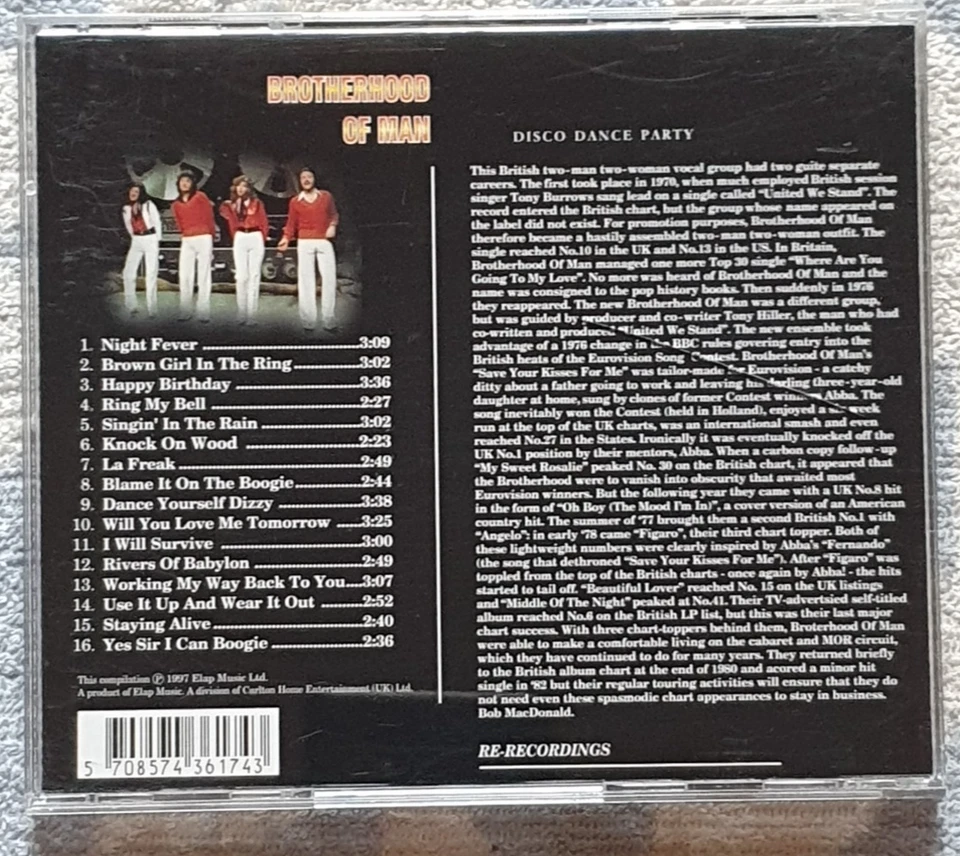 BROTHERHOOD
OF MAN
1. Night Fever ...3:09
2. Brown Girl In The Ring...3:02
3. Happy Birthday ...3:36
4. Ring My Bell ...2:27
5. Singin' In The Rain ...3:02
6. Knock On Wood ...2:23
7. La Freak...2:49
8. Blame It On The Boogie...2:44
9. Dance Yourself Dizzy ...3:38
10. Will You Love Me Tomorrow ...3:25
11. I Will Survive ...3:00
12. Rivers Of Babylon ...2:49
13. Working My Way Back To You...3:07
14. Use It Up And Wear It Out ...2:52
15. Staying Alive...2:40
16. Yes Sir I Can Boogie ...2:36
This compilation Ⓟ 1997 Elap Music Ltd.
A product of Elap Music. A division of Carlton Home Entertainment (UK) Ltd.
5 708574 361743
DISCO DANCE PARTY
This British two-man two-woman vocal group had two guite separate
careers. The first took place in 1970, when much employed British session
singer Tony Burrows sang lead on a single called "United We Stand". The
record entered the British chart, but the group whose name appeared on
the label did not exist. For promotion purposes, Brotherhood Of Man
therefore became a hastily assembled two-man two-woman outfit. The
single reached No.10 in the UK and No.13 in the US. In Britain,
Brotherhood Of Man managed one more Top 30 single "Where Are You
Going To My Love". No more was heard of Brotherhood Of Man and the
name was consigned to the pop history books. Then suddenly in 1976
they reappeared. The new Brotherhood Of Man was a different group,
but was guided by producer and co-writer Tony Hiller, the man who had
co-written and produced "United We Stand". The new ensemble took
advantage of a 1976 change in the BBC rules governing entry into the
British heats of the Eurovision Song Contest. Brotherhood Of Man's
"Save Your Kisses For Me" was tailor-made for Eurovision - a catchy
ditty about a father going to work and leaving his darling three-year-old
daughter at home, sung by clones of former Contest winners Abba. The
song inevitably won the Contest (held in Holland), enjoyed a week
run at the top of the UK charts, was an international smash and even
reached No.27 in the States. Ironically it was eventually knocked off the
UK No.1 position by their mentors, Abba. When a carbon copy follow-up
"My Sweet Rosalie" peaked No. 30 on the British chart, it appeared that
the Brotherhood were to vanish into obscurity that awaited most
Eurovision winners. But the following year they came with a UK No.8 hit
in the form of "Oh Boy (The Mood I'm In)", a cover version of an American
country hit. The summer of '77 brought them a second British No.1 with
"Angelo": in early '78 came "Figaro", their third chart topper. Both of
these lightweight numbers were clearly inspired by Abba's "Fernando"
(the song that dethroned "Save Your Kisses For Me"). After "Figaro" was
toppled from the top of the British charts - once again by Abba! - the hits
started to tail off. "Beautiful Lover" reached No. 15 on the UK listings
and "Middle Of The Night" peaked at No.41. Their TV-advertsied self-titled
album reached No.6 on the British LP list, but this was their last major
chart success. With three chart-toppers behind them, Broterhood Of Man
were able to make a comfortable living on the cabaret and MOR circuit,
which they have continued to do for many years. They returned briefly
to the British album chart at the end of 1980 and acored a minor hit
single in '82 but their regular touring activities will ensure that they do
not need even these spasmodic chart appearances to stay in business.
Bob MacDonald.
RE-RECORDINGS